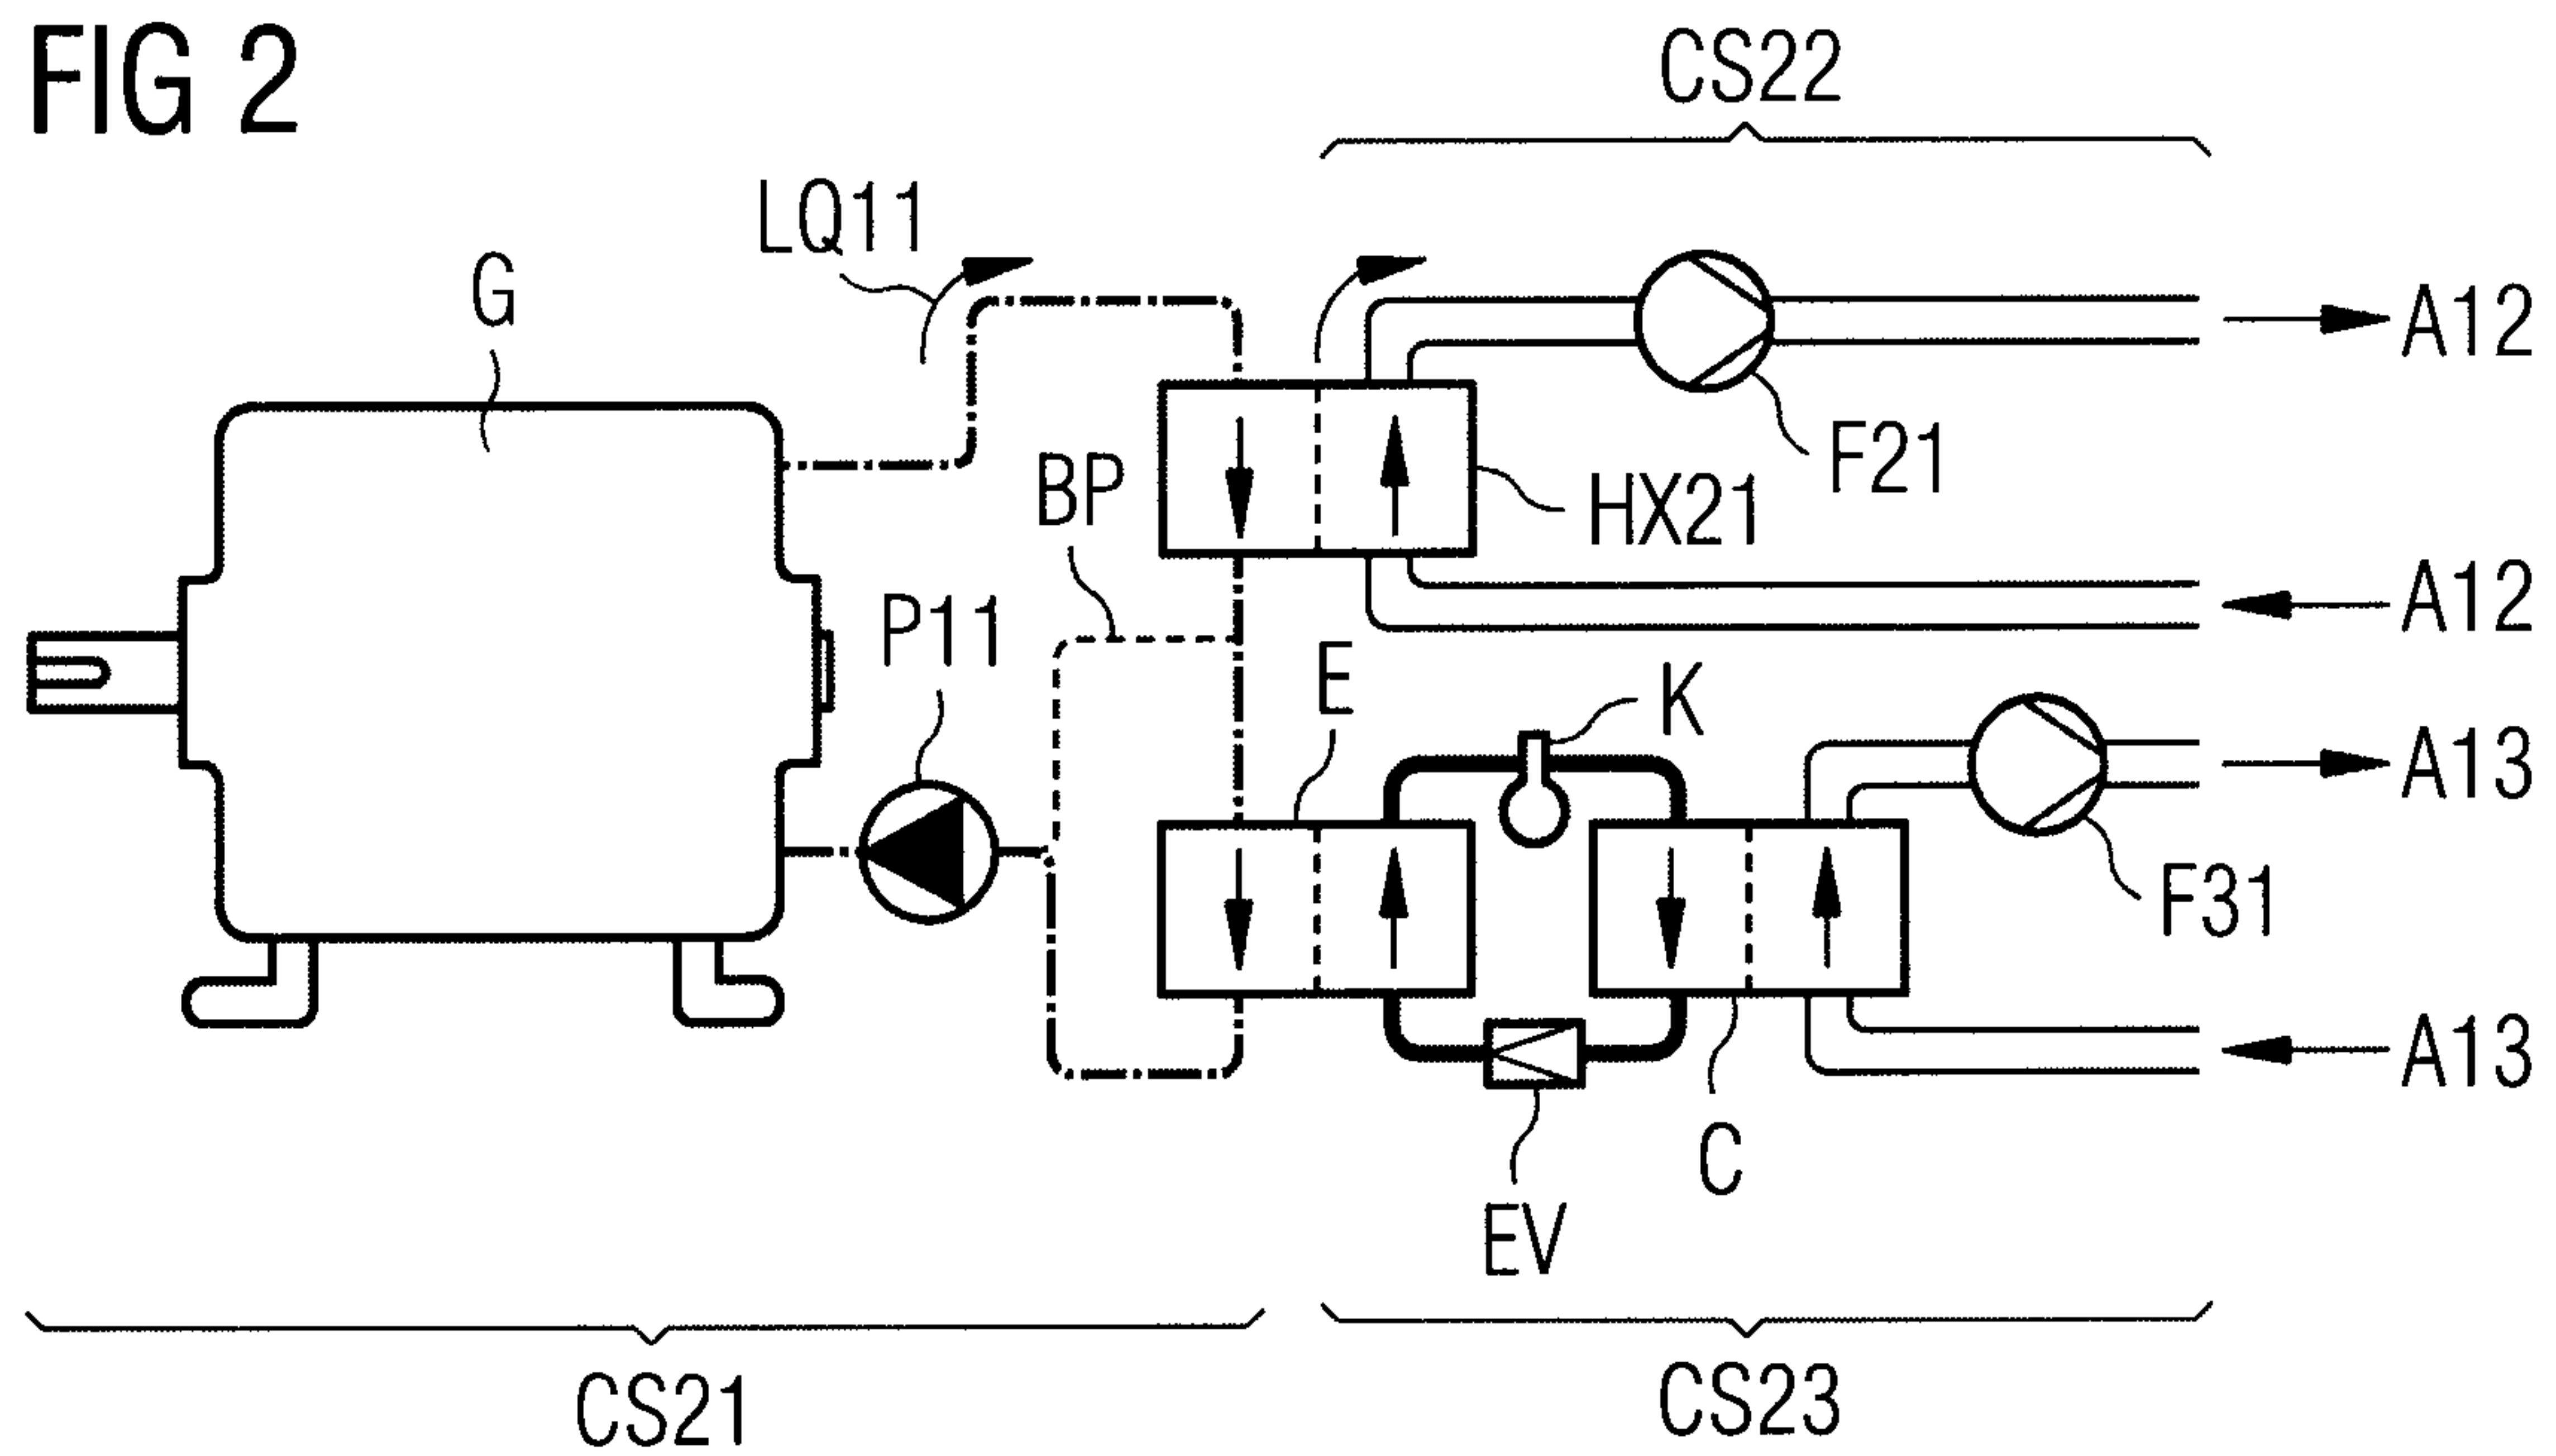 FIG 2
CS22
LQ11
G
A12
F21
BP
HX21
P11
A12
E
K
A13
F31
A13
C
EV
CS21
CS23